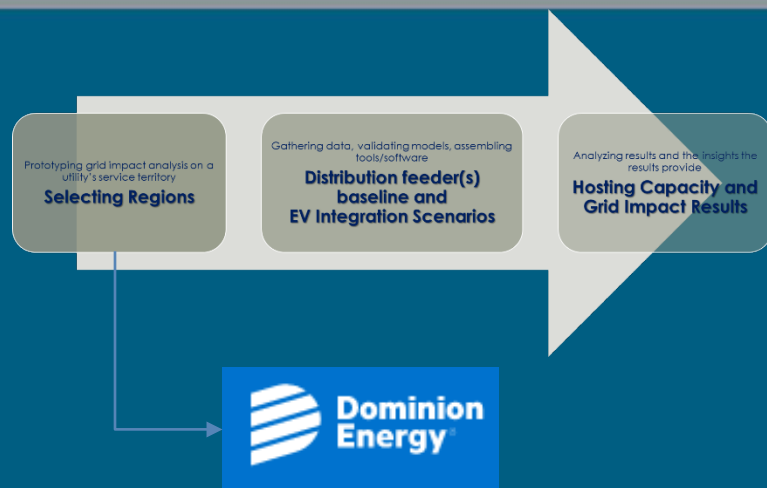 Prototyping grid impact analysis on a
utility's service territory
Selecting Regions
Gathering data, validating models, assembling
tools/software
Distribution feeder(s)
baseline and
EV Integration Scenarios
Analyzing results and the insights the
results provide
Hosting Capacity and
Grid Impact Results
Dominion
Energy®